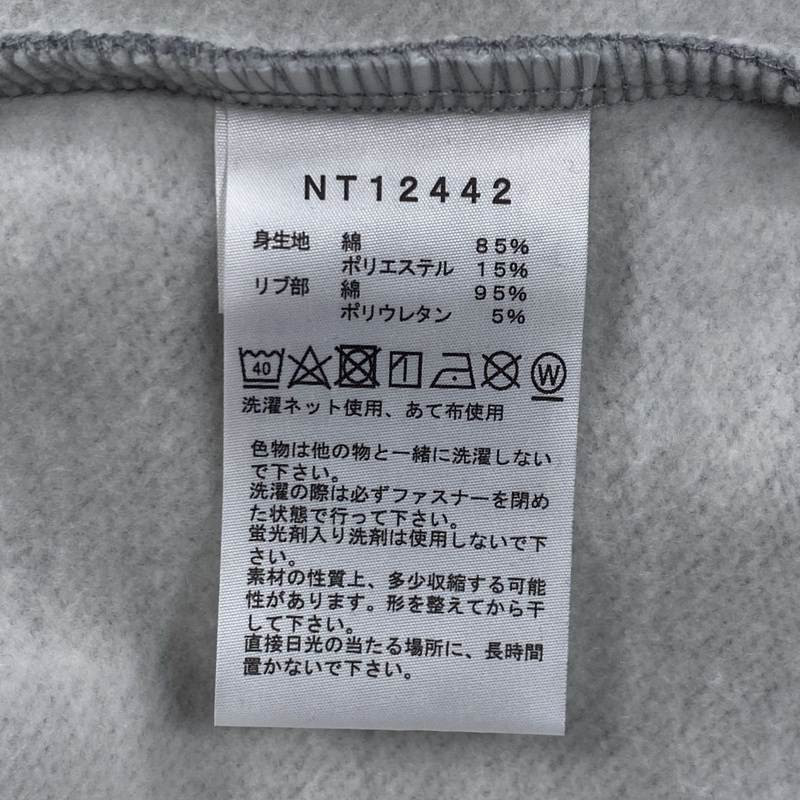 NT12442
身生地 綿 85%
ポリエステル 15%
リブ部 綿 95%
ポリウレタン 5%
40 W
洗濯ネット使用、あて布使用
色物は他の物と一緒に洗濯しない
で下さい。
洗濯の際は必ずファスナーを閉め
た状態で行って下さい。
蛍光剤入り洗剤は使用しないで下
さい。
素材の性質上、多少収縮する可能
性があります。形を整えてから干
して下さい。
直接日光の当たる場所に、長時間
置かないで下さい。